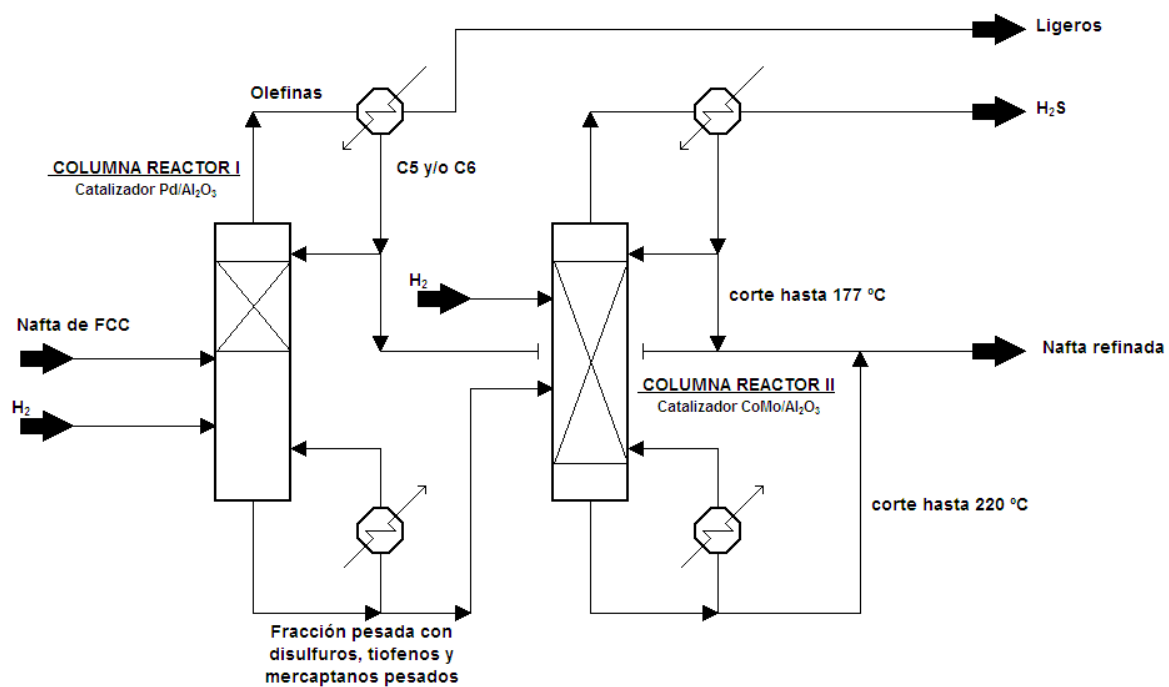 Ligeros
Olefinas
H₂S
COLUMNA REACTOR I
Catalizador Pd/Al₂O₃
C5 y/o C6
H₂
corte hasta 177 ºC
Nafta de FCC
Nafta refinada
COLUMNA REACTOR II
Catalizador CoMo/Al₂O₃
H₂
corte hasta 220 ºC
Fracción pesada con
disulfuros, tiofenos y
mercaptanos pesados